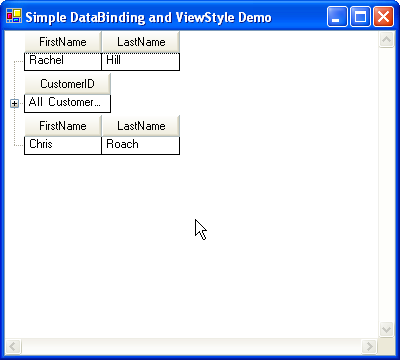 Simple DataBinding and ViewStyle Demo
FirstName LastName
Rachel Hill
CustomerID
All Customer...
FirstName LastName
Chris Roach